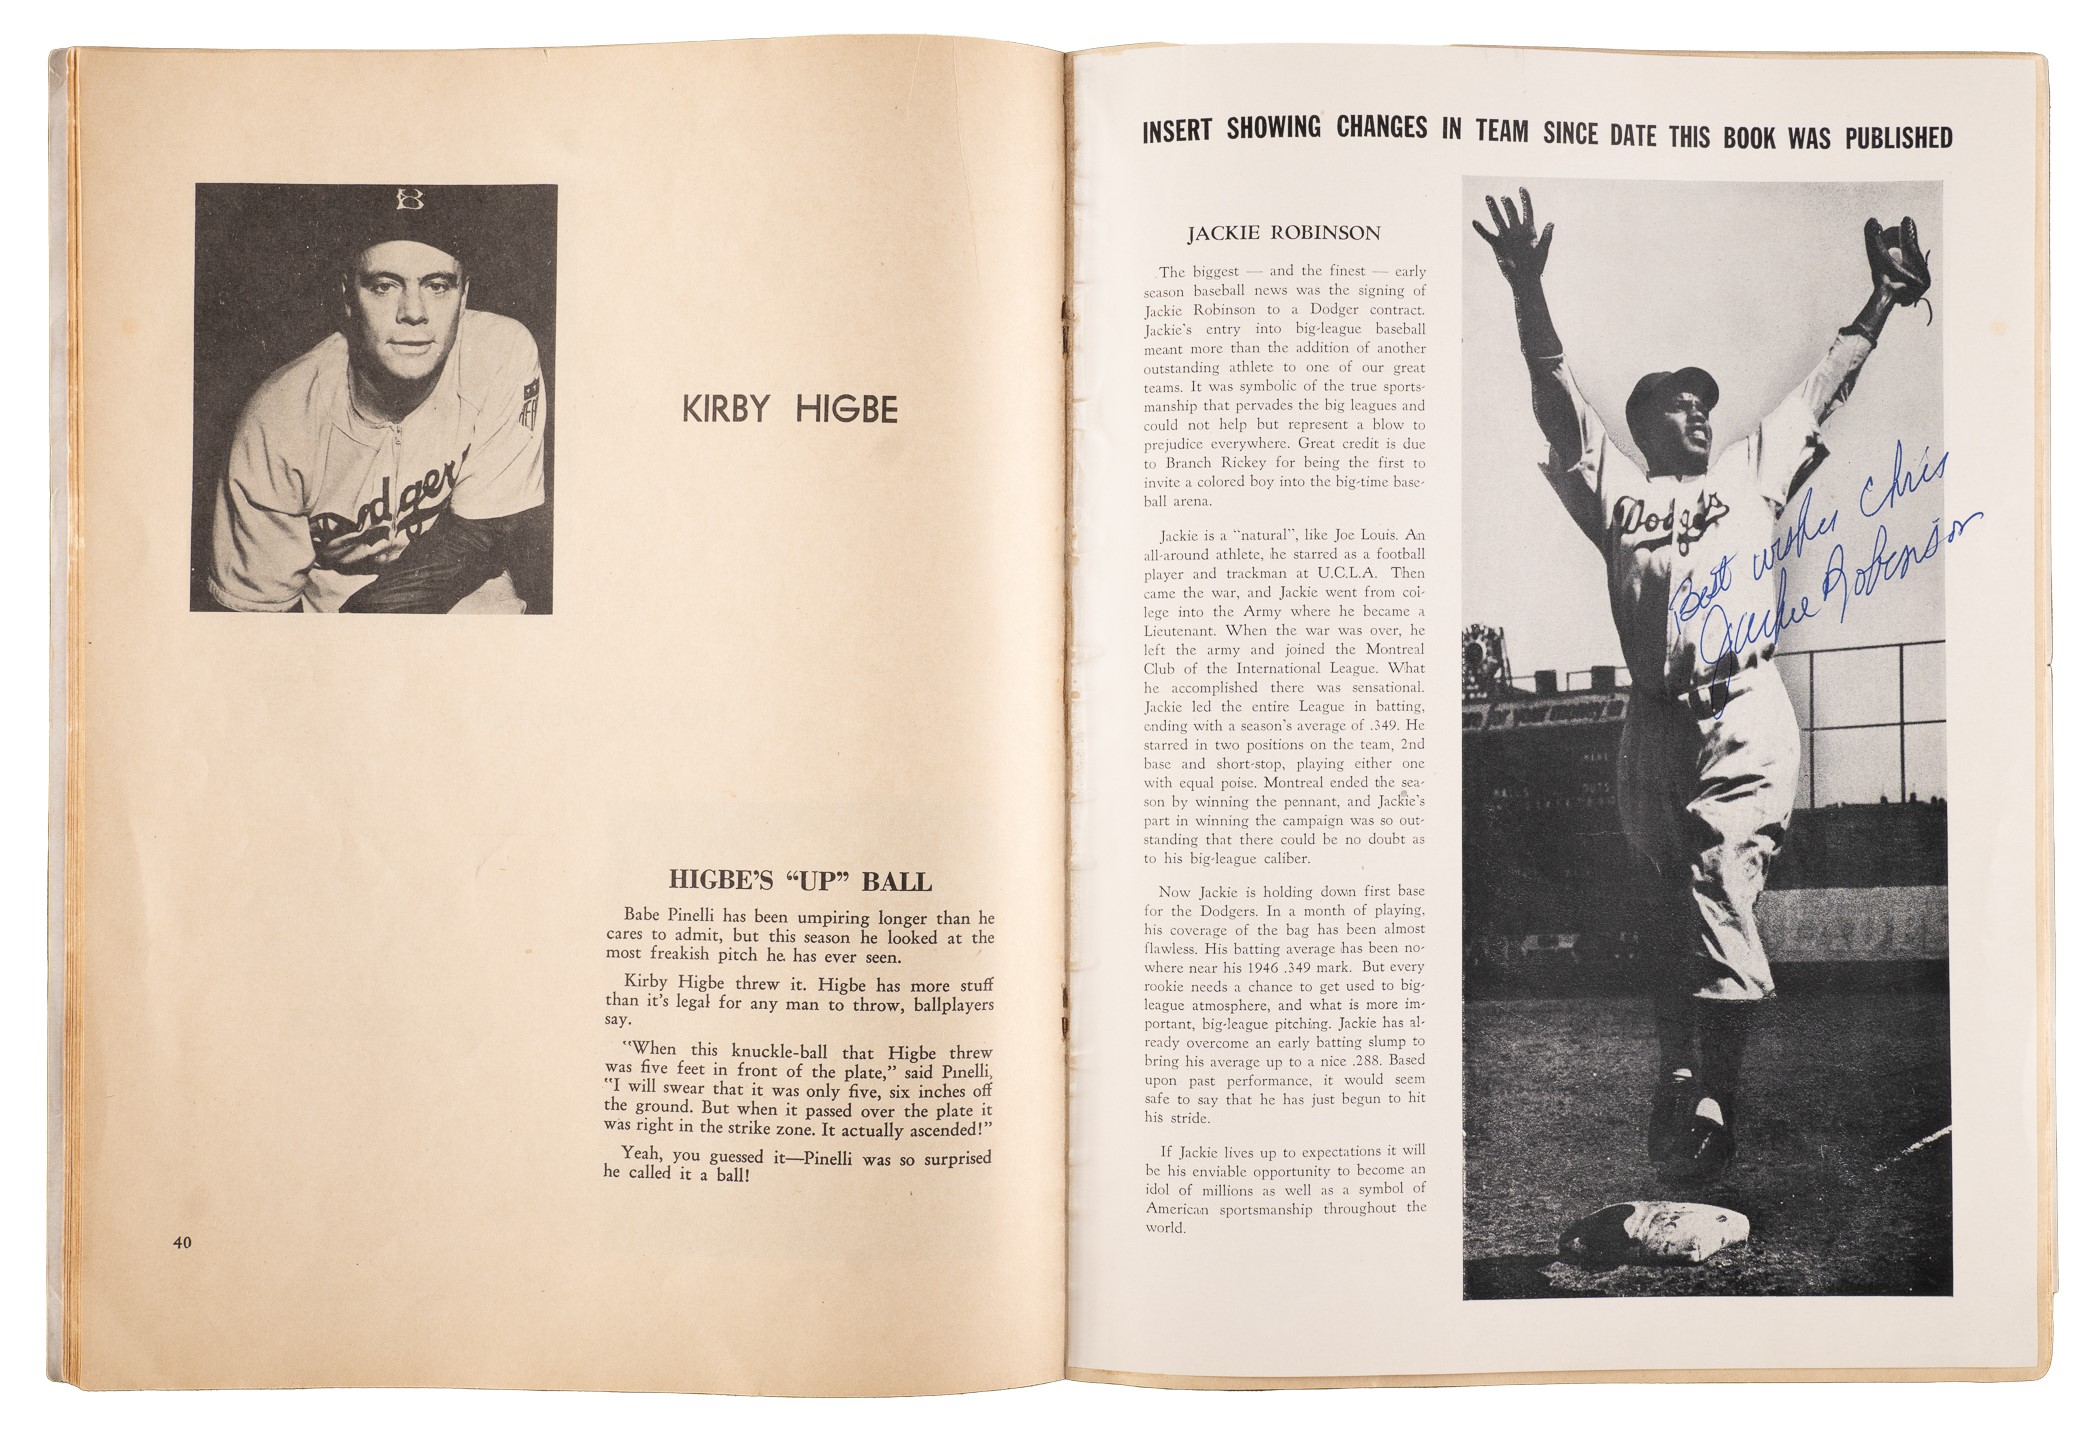 B
Dodgers
KIRBY HIGBE
HIGBE'S “UP” BALL
Babe Pinelli has been umpiring longer than he
cares to admit, but this season he looked at the
most freakish pitch he has ever seen.
Kirby Higbe threw it. Higbe has more stuff
than it's legal for any man to throw, ballplayers
say.
“When this knuckle-ball that Higbe threw
was five feet in front of the plate,” said Pinelli,
“I will swear that it was only five, six inches off
the ground. But when it passed over the plate it
was right in the strike zone. It actually ascended!”
Yeah, you guessed it—Pinelli was so surprised
he called it a ball!
40
INSERT SHOWING CHANGES IN TEAM SINCE DATE THIS BOOK WAS PUBLISHED
JACKIE ROBINSON
The biggest — and the finest — early
season baseball news was the signing of
Jackie Robinson to a Dodger contract.
Jackie's entry into big-league baseball
meant more than the addition of another
outstanding athlete to one of our great
teams. It was symbolic of the true sports-
manship that pervades the big leagues and
could not help but represent a blow to
prejudice everywhere. Great credit is due
to Branch Rickey for being the first to
invite a colored boy into the big-time base-
ball arena.
Jackie is a “natural”, like Joe Louis. An
all-around athlete, he starred as a football
player and trackman at U.C.L.A. Then
came the war, and Jackie went from col-
lege into the Army where he became a
Lieutenant. When the war was over, he
left the army and joined the Montreal
Club of the International League. What
he accomplished there was sensational.
Jackie led the entire League in batting,
ending with a season's average of .349. He
starred in two positions on the team, 2nd
base and short-stop, playing either one
with equal poise. Montreal ended the sea-
son by winning the pennant, and Jackie's
part in winning the campaign was so out-
standing that there could be no doubt as
to his big-league caliber.
Now Jackie is holding down first base
for the Dodgers. In a month of playing,
his coverage of the bag has been almost
flawless. His batting average has been no-
where near his 1946 .349 mark. But every
rookie needs a chance to get used to big-
league atmosphere, and what is more im-
portant, big-league pitching. Jackie has al-
ready overcome an early batting slump to
bring his average up to a nice .288. Based
upon past performance, it would seem
safe to say that he has just begun to hit
his stride.
If Jackie lives up to expectations it will
be his enviable opportunity to become an
idol of millions as well as a symbol of
American sportsmanship throughout the
world.
Dodgers
Best wishes Chris
Jackie Robinson